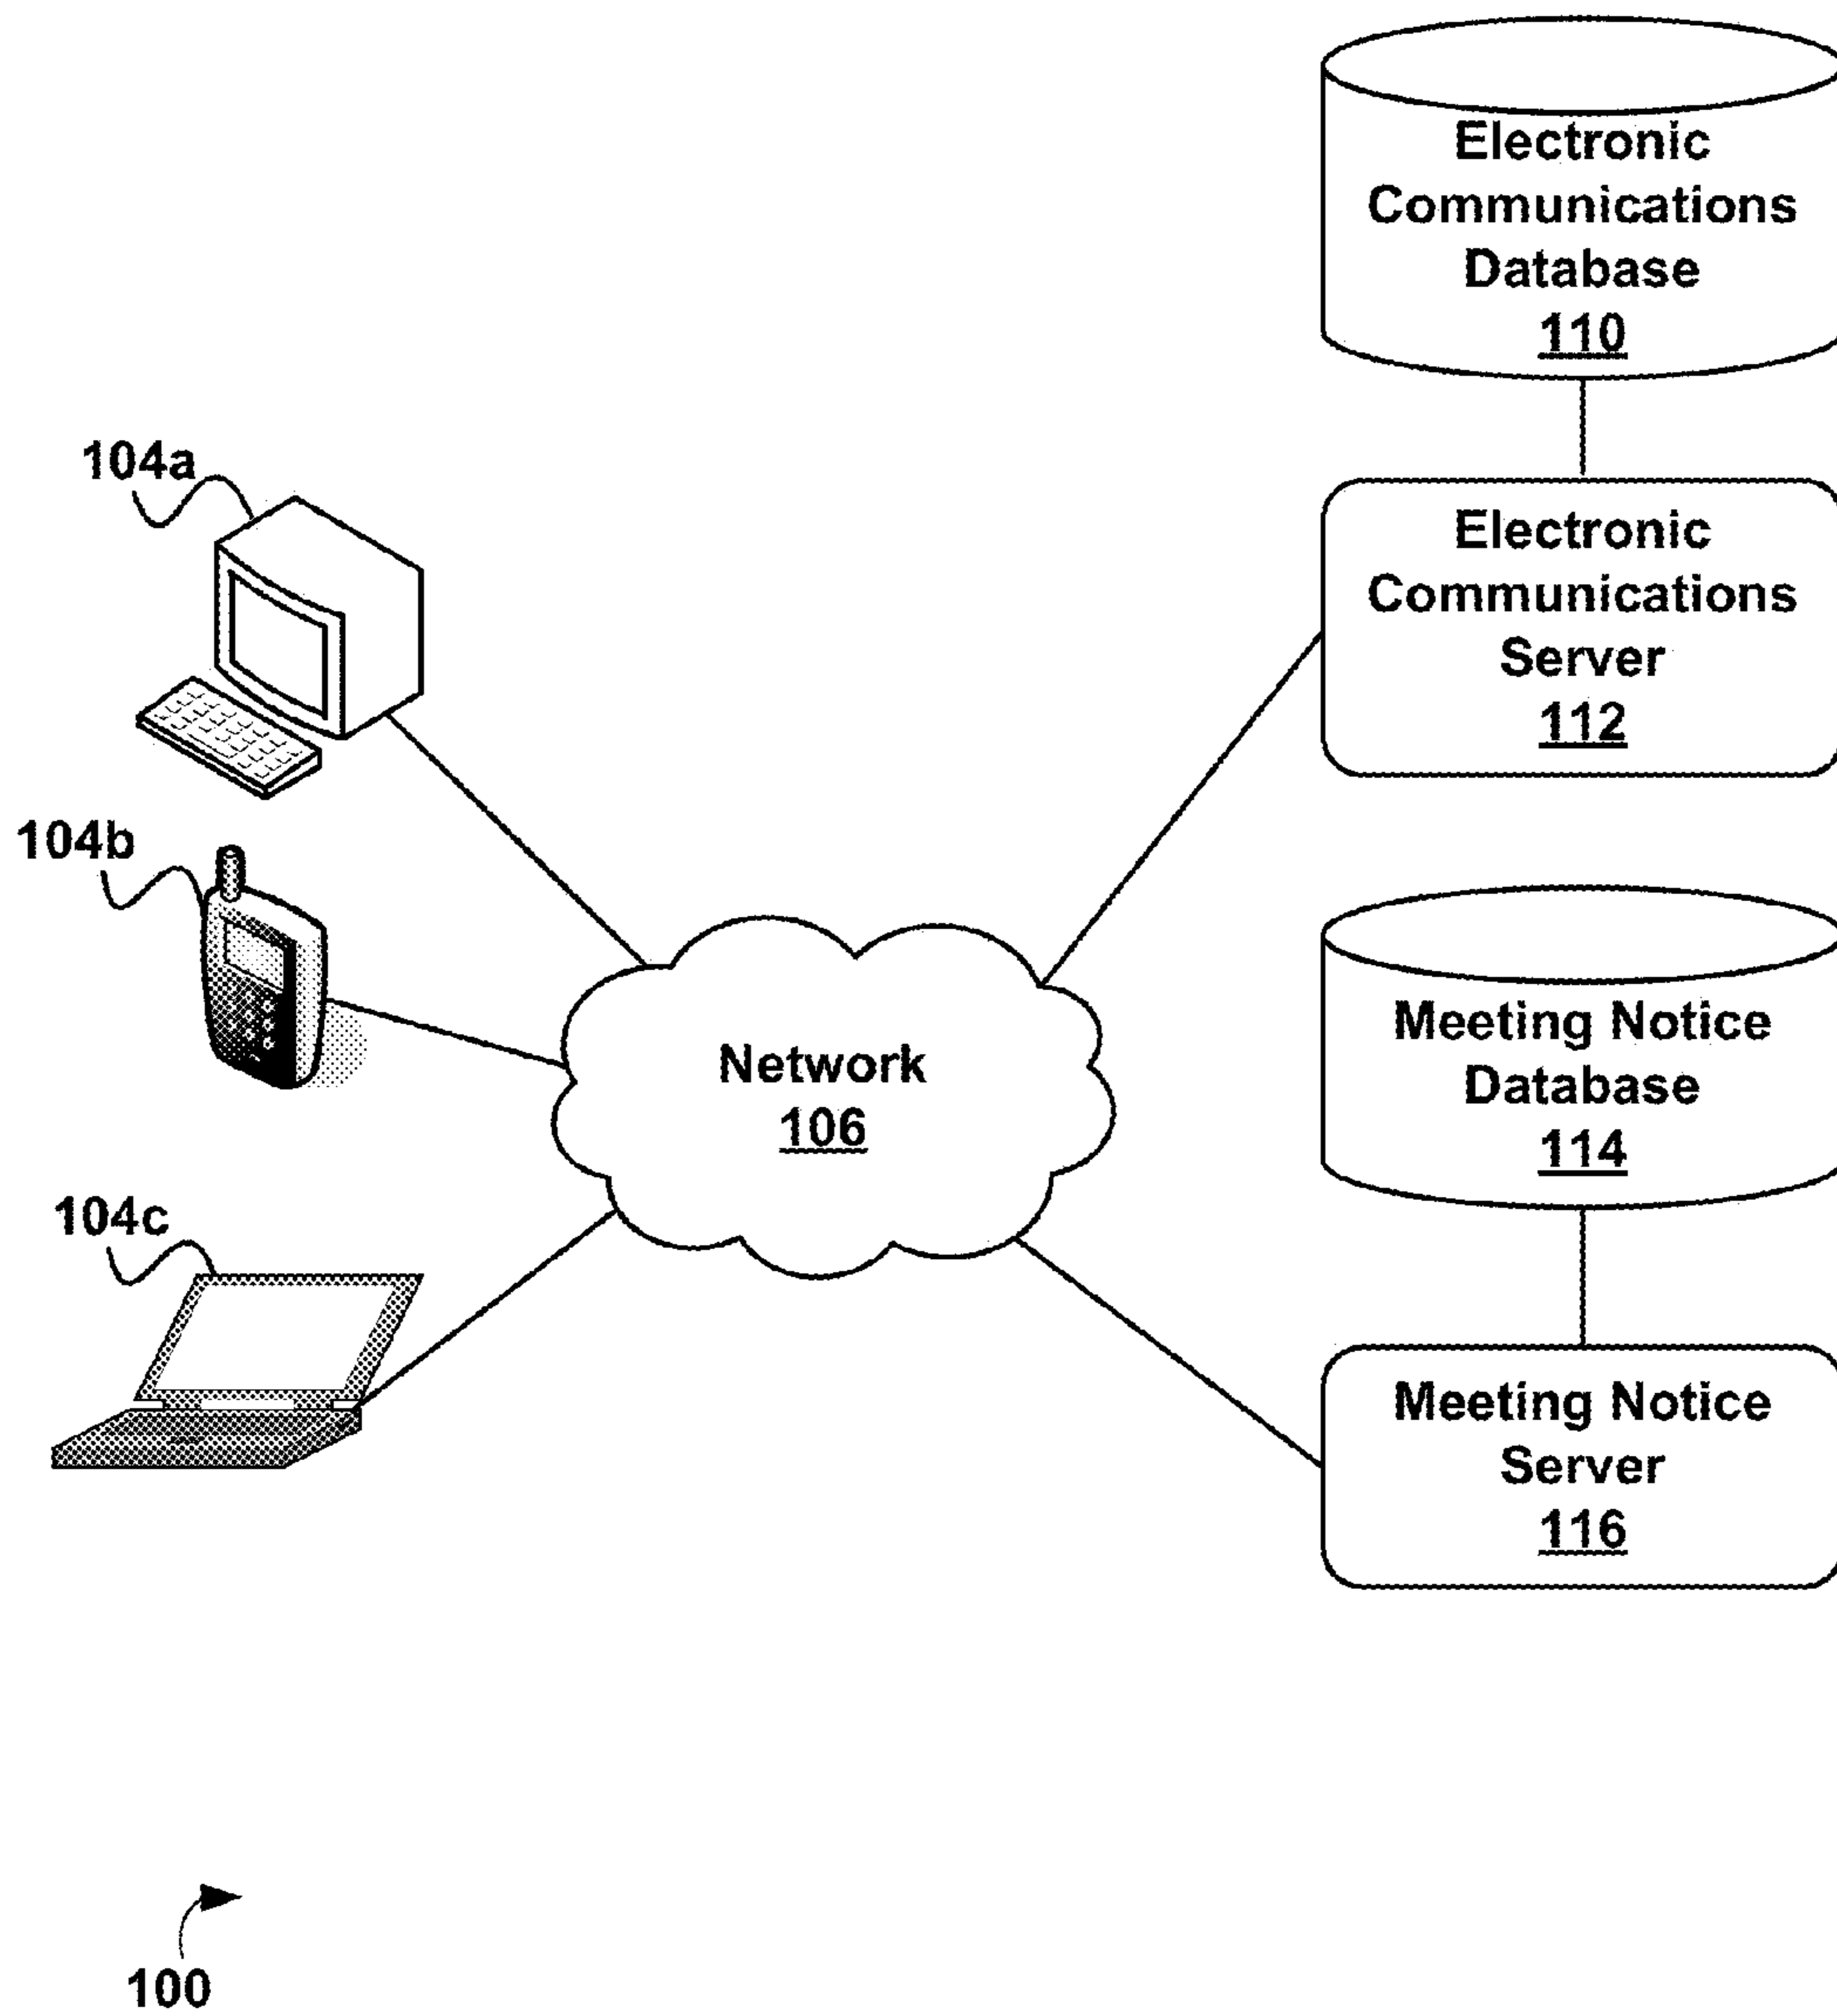 Electronic
Communications
Database
110
104a
Electronic
Communications
Server
112
104b
Meeting Notice
Database
114
Network
106
104c
Meeting Notice
Server
116
100